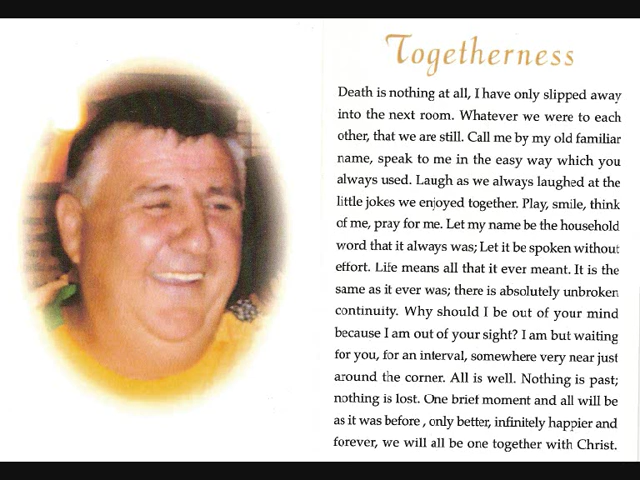 Togetherness
Death is nothing at all, I have only slipped away
into the next room. Whatever we were to each
other, that we are still. Call me by my old familiar
name, speak to me in the easy way which you
always used. Laugh as we always laughed at the
little jokes we enjoyed together. Play, smile, think
of me, pray for me. Let my name be the household
word that it always was; Let it be spoken without
effort. Life means all that it ever meant. It is the
same as it ever was; there is absolutely unbroken
continuity. Why should I be out of your mind
because I am out of your sight? I am but waiting
for you, for an interval, somewhere very near just
around the corner. All is well. Nothing is past;
nothing is lost. One brief moment and all will be
as it was before , only better, infinitely happier and
forever, we will all be one together with Christ.